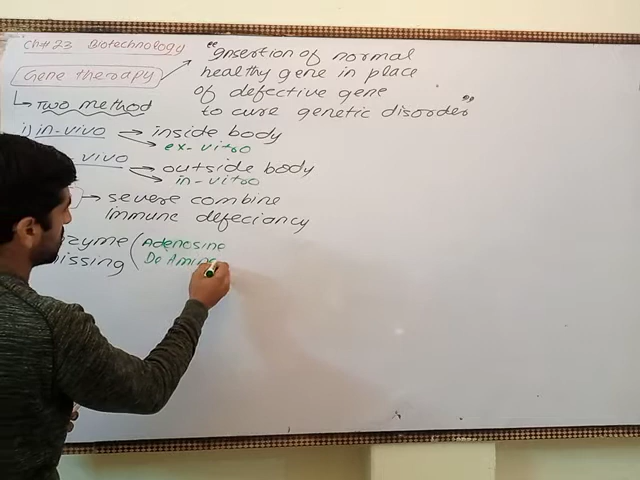 Ch# 23 Biotechnology
Gene therapy
"Insertion of normal
healthy gene in place
of defective gene
to cure genetic disorder"
Two method
i) in-vivo → inside body
ex-vitro
vivo → outside body
in-vitro
→ severe combine
immune defeciancy
zyme (Adenosine
issing De Amine